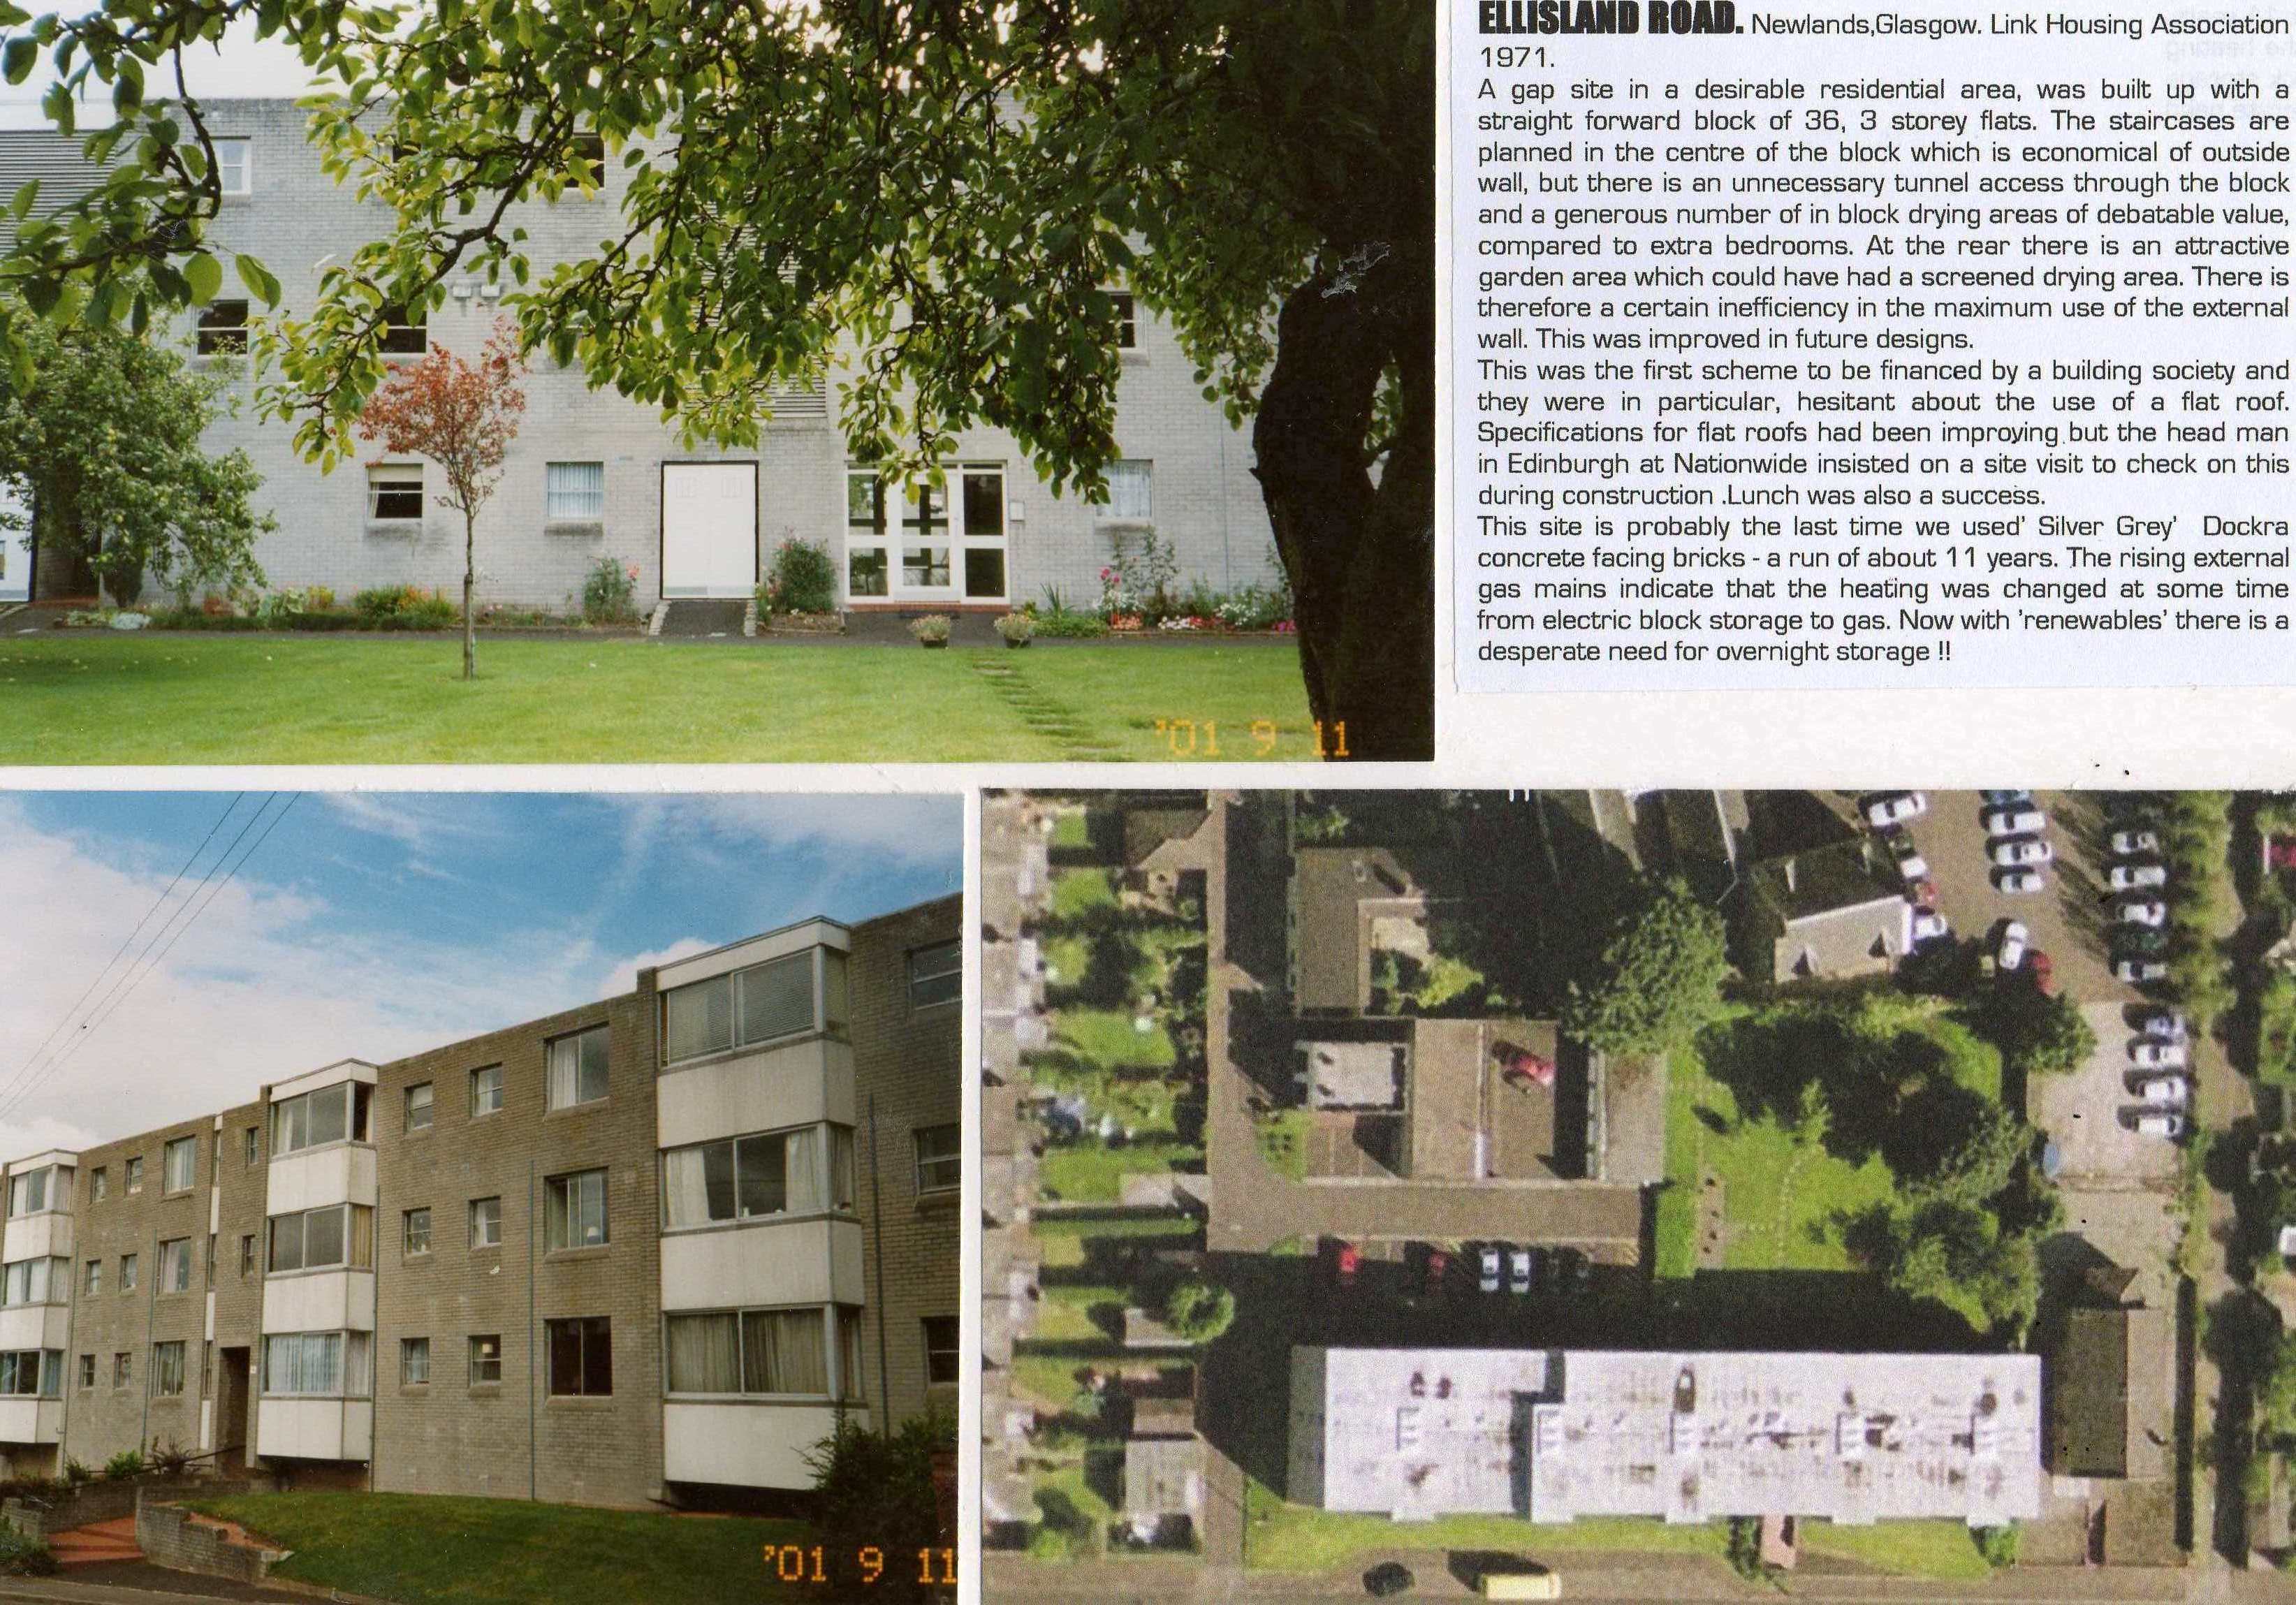 ELLISLAND ROAD. Newlands,Glasgow. Link Housing Association
1971.
A gap site in a desirable residential area, was built up with a
straight forward block of 36, 3 storey flats. The staircases are
planned in the centre of the block which is economical of outside
wall, but there is an unnecessary tunnel access through the block
and a generous number of in block drying areas of debatable value,
compared to extra bedrooms. At the rear there is an attractive
garden area which could have had a screened drying area. There is
therefore a certain inefficiency in the maximum use of the external
wall. This was improved in future designs.
This was the first scheme to be financed by a building society and
they were in particular, hesitant about the use of a flat roof.
Specifications for flat roofs had been improying but the head man
in Edinburgh at Nationwide insisted on a site visit to check on this
during construction .Lunch was also a success.
This site is probably the last time we used' Silver Grey' Dockra
concrete facing bricks - a run of about 11 years. The rising external
gas mains indicate that the heating was changed at some time
from electric block storage to gas. Now with 'renewables' there is a
desperate need for overnight storage !!
'01 9 11
'01 9 11